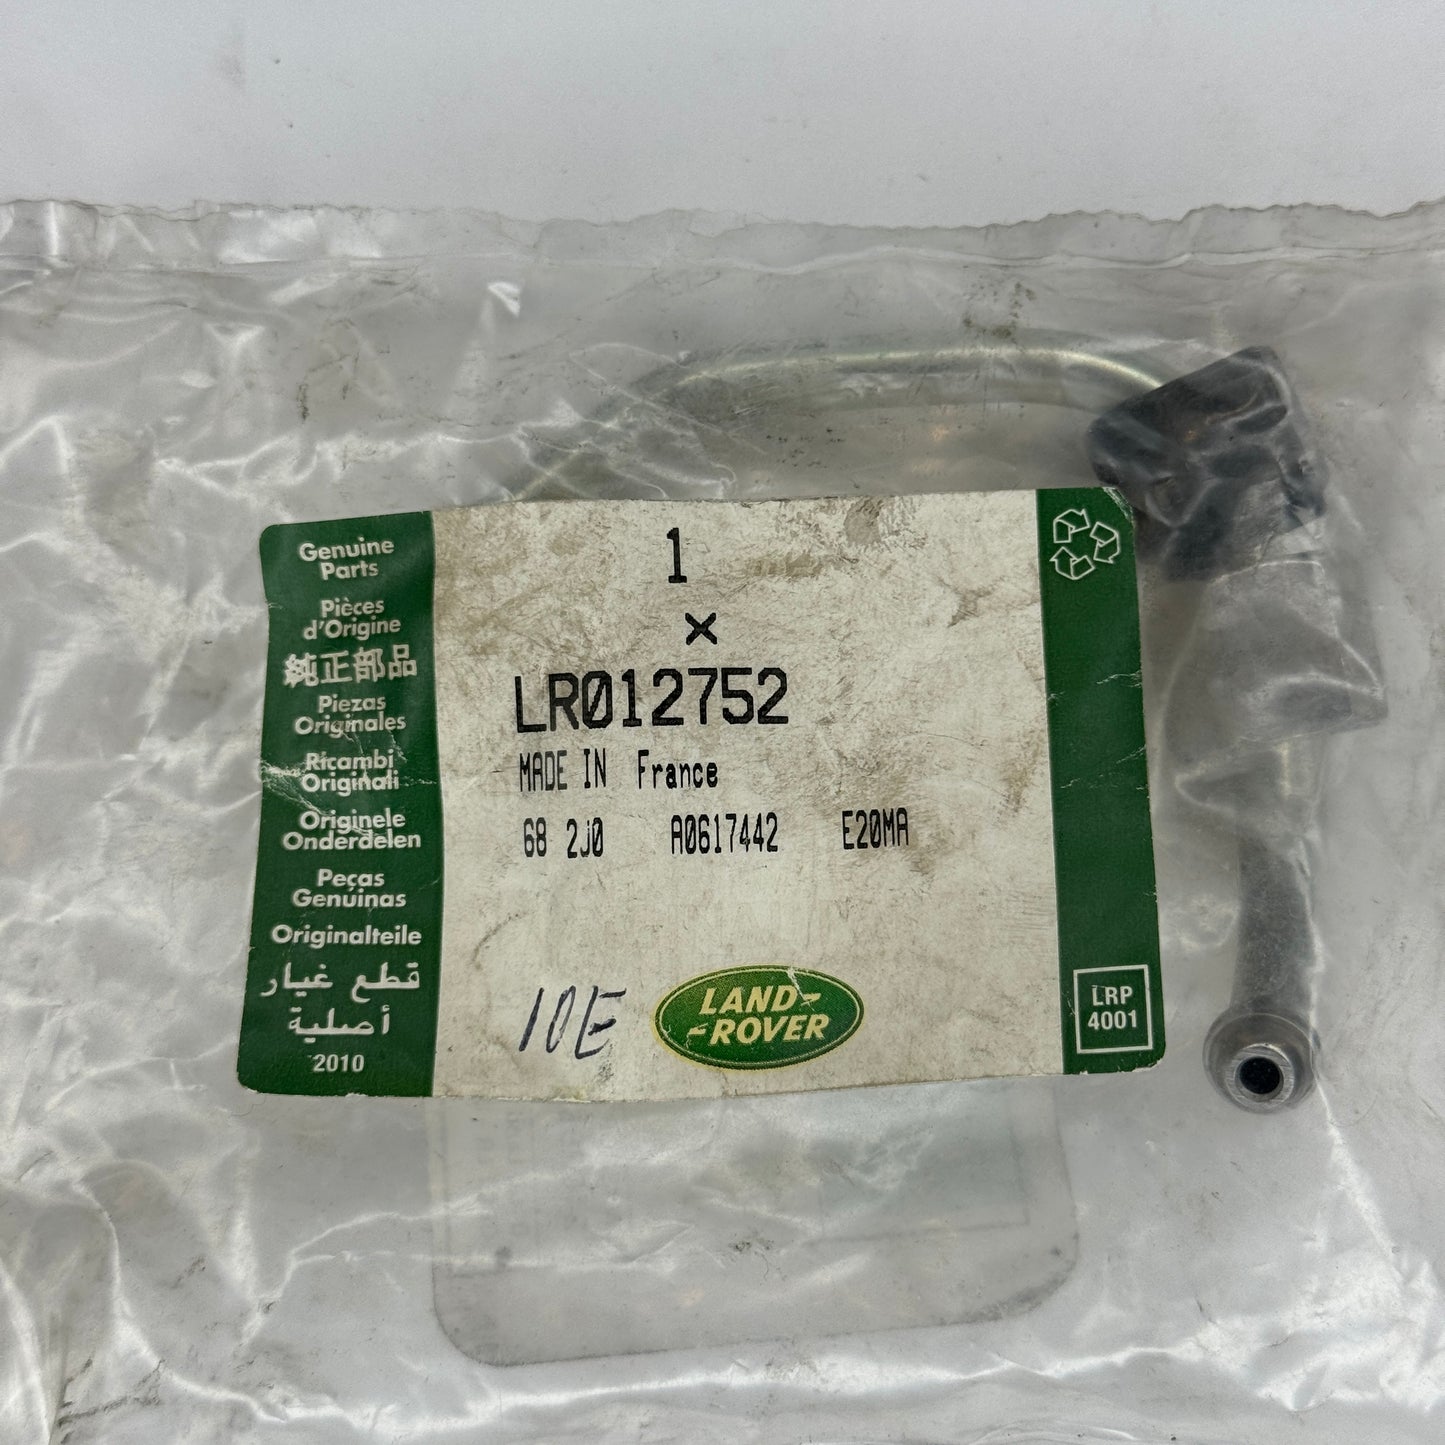 Genuine
Parts
Pièces
d'Origine
純正部品
Piezas
Originales
Ricambi
Originali
Originele
Onderdelen
Peças
Genuinas
Originalteile
قطع غيار
أصلية
2010
1
x
LR012752
MADE IN France
68 2J0 A0617442 E20MA
10E
LAND-
-ROVER
LRP
4001